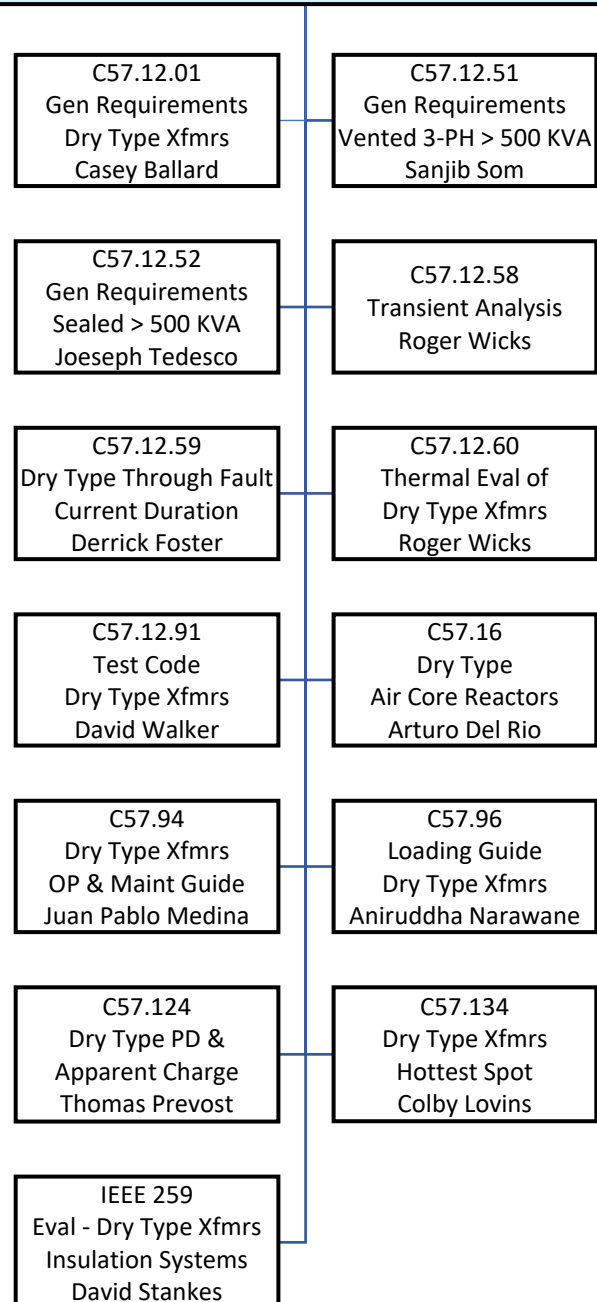 C57.12.01
Gen Requirements
Dry Type Xfmrs
Casey Ballard
C57.12.51
Gen Requirements
Vented 3-PH > 500 KVA
Sanjib Som
C57.12.52
Gen Requirements
Sealed > 500 KVA
Joeseph Tedesco
C57.12.58
Transient Analysis
Roger Wicks
C57.12.59
Dry Type Through Fault
Current Duration
Derrick Foster
C57.12.60
Thermal Eval of
Dry Type Xfmrs
Roger Wicks
C57.12.91
Test Code
Dry Type Xfmrs
David Walker
C57.16
Dry Type
Air Core Reactors
Arturo Del Rio
C57.94
Dry Type Xfmrs
OP & Maint Guide
Juan Pablo Medina
C57.96
Loading Guide
Dry Type Xfmrs
Aniruddha Narawane
C57.124
Dry Type PD &
Apparent Charge
Thomas Prevost
C57.134
Dry Type Xfmrs
Hottest Spot
Colby Lovins
IEEE 259
Eval - Dry Type Xfmrs
Insulation Systems
David Stankes